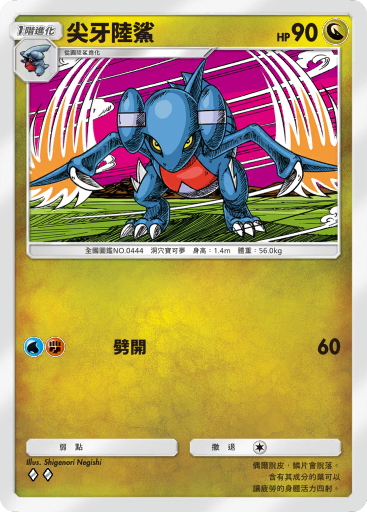 1階進化
尖牙陸鯊
HP 90
從圓陸鯊進化
全國圖鑑NO.0444 洞穴寶可夢 身高：1.4m 體重：56.0kg
劈開 60
弱點 撤退
Illus. Shigenori Negishi
偶爾脫皮，鱗片會脫落。
含有其成分的藥可以
讓疲勞的身體活力四射。